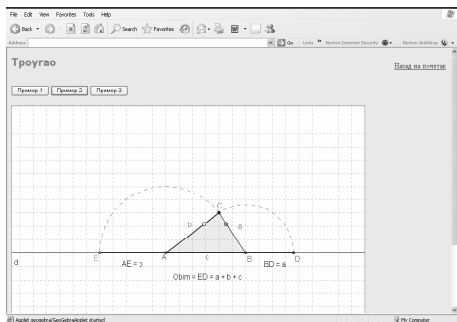 File Edit View Favorites Tools Help
Back Search Favorites
Address Go Links Norton Internet Security Norton AntiVirus
Троугао
Назад на почетак
Пример 1 Пример 2 Пример 3
C
b a
E A c B D
d
AE = b BD = a
Obim = ED = a + b + c
Applet geogebra/GeoGebraApplet started My Computer